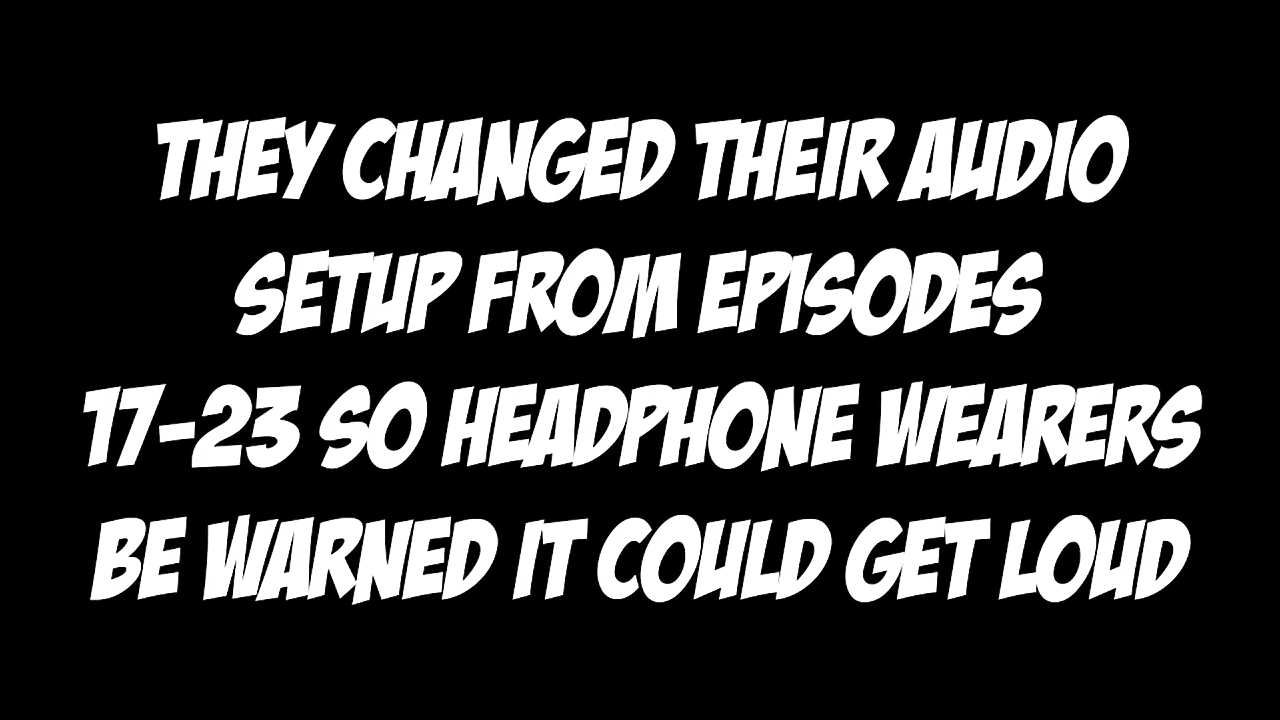 THEY CHANGED THEIR AUDIO
SETUP FROM EPISODES
17-23 SO HEADPHONE WEARERS
BE WARNED IT COULD GET LOUD